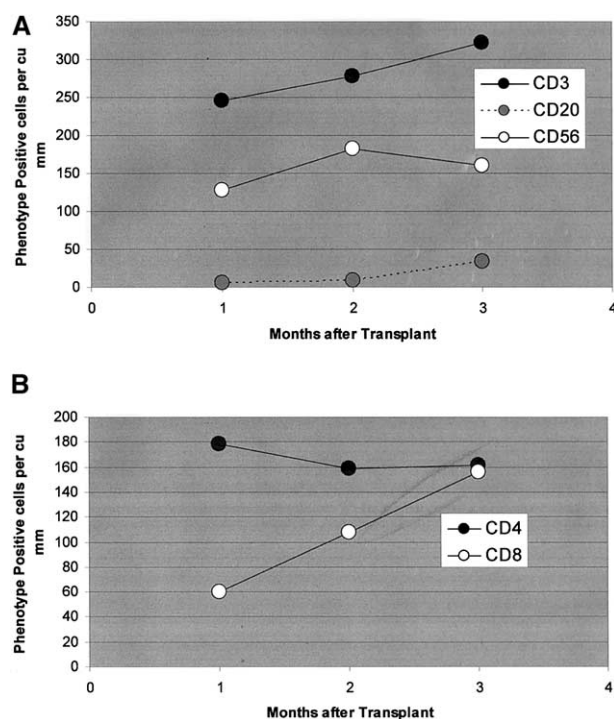 A
Phenotype Positive cells per cu
mm
350
300
250
200
150
100
50
0
0
1
2
3
4
Months after Transplant
CD3
CD20
CD56
B
Phenotype Positive cells per cu
mm
200
180
160
140
120
100
80
60
40
20
0
0
1
2
3
4
Months after Transplant
CD4
CD8